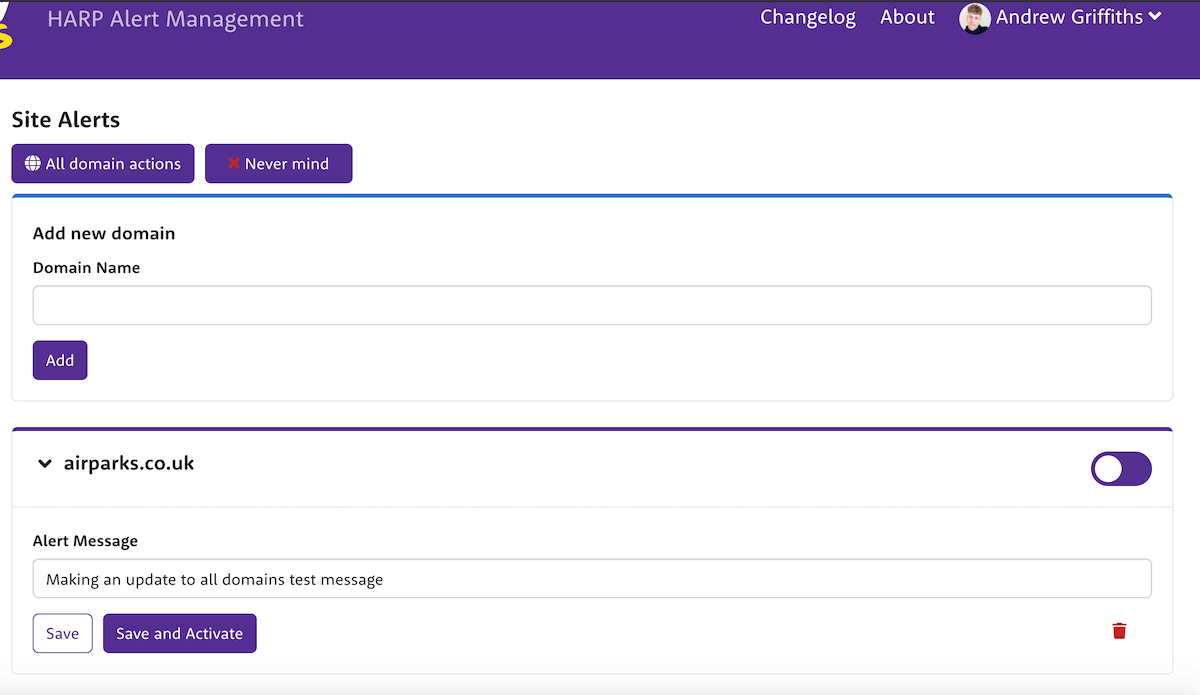 HARP Alert Management
Changelog About Andrew Griffiths
Site Alerts
All domain actions Never mind
Add new domain
Domain Name
Add
airparks.co.uk
Alert Message
Making an update to all domains test message
Save Save and Activate